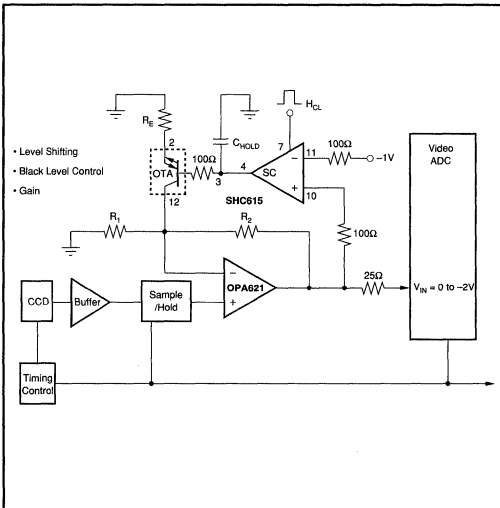 H_CL
R_E
2
C_HOLD
• Level Shifting
• Black Level Control
• Gain
OTA
100Ω
3
4
7
SC
−
+
11
10
100Ω
−1V
SHC615
12
100Ω
R_1
R_2
Video
ADC
−
+
OPA621
25Ω
V_IN = 0 to −2V
CCD
Buffer
Sample
/Hold
Timing
Control